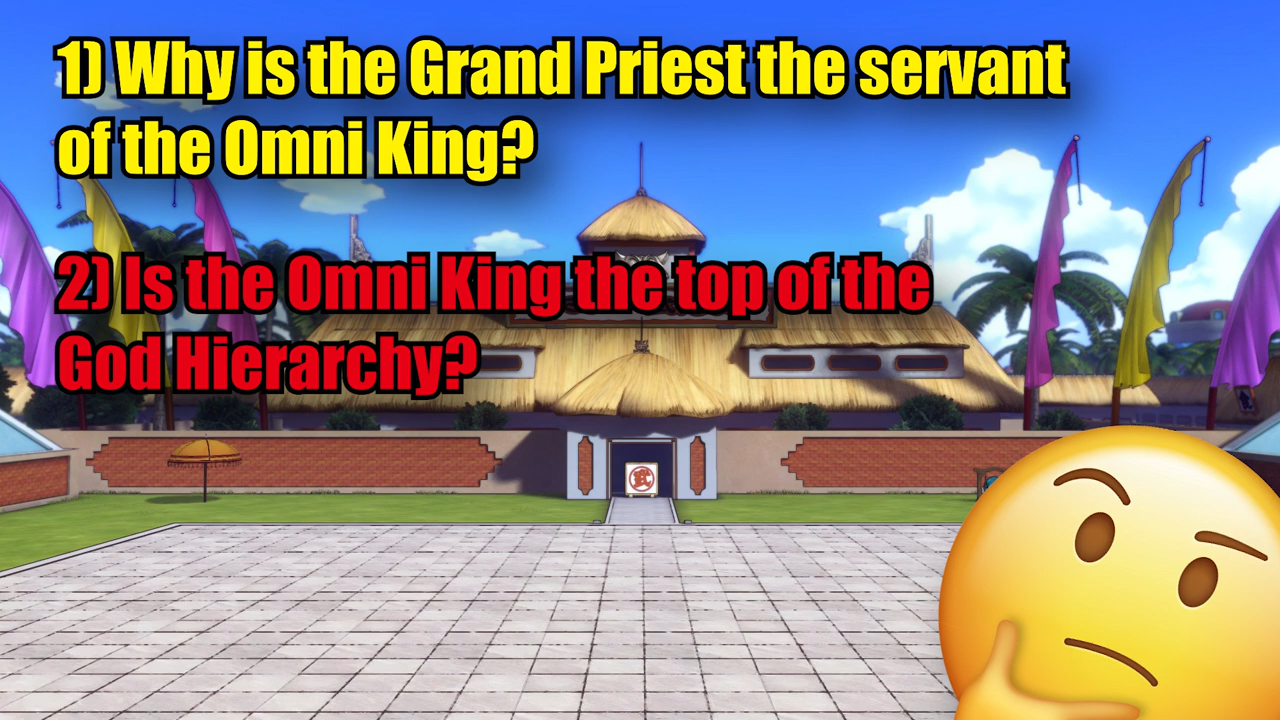 1) Why is the Grand Priest the servant
of the Omni King?
2) Is the Omni King the top of the
God Hierarchy?